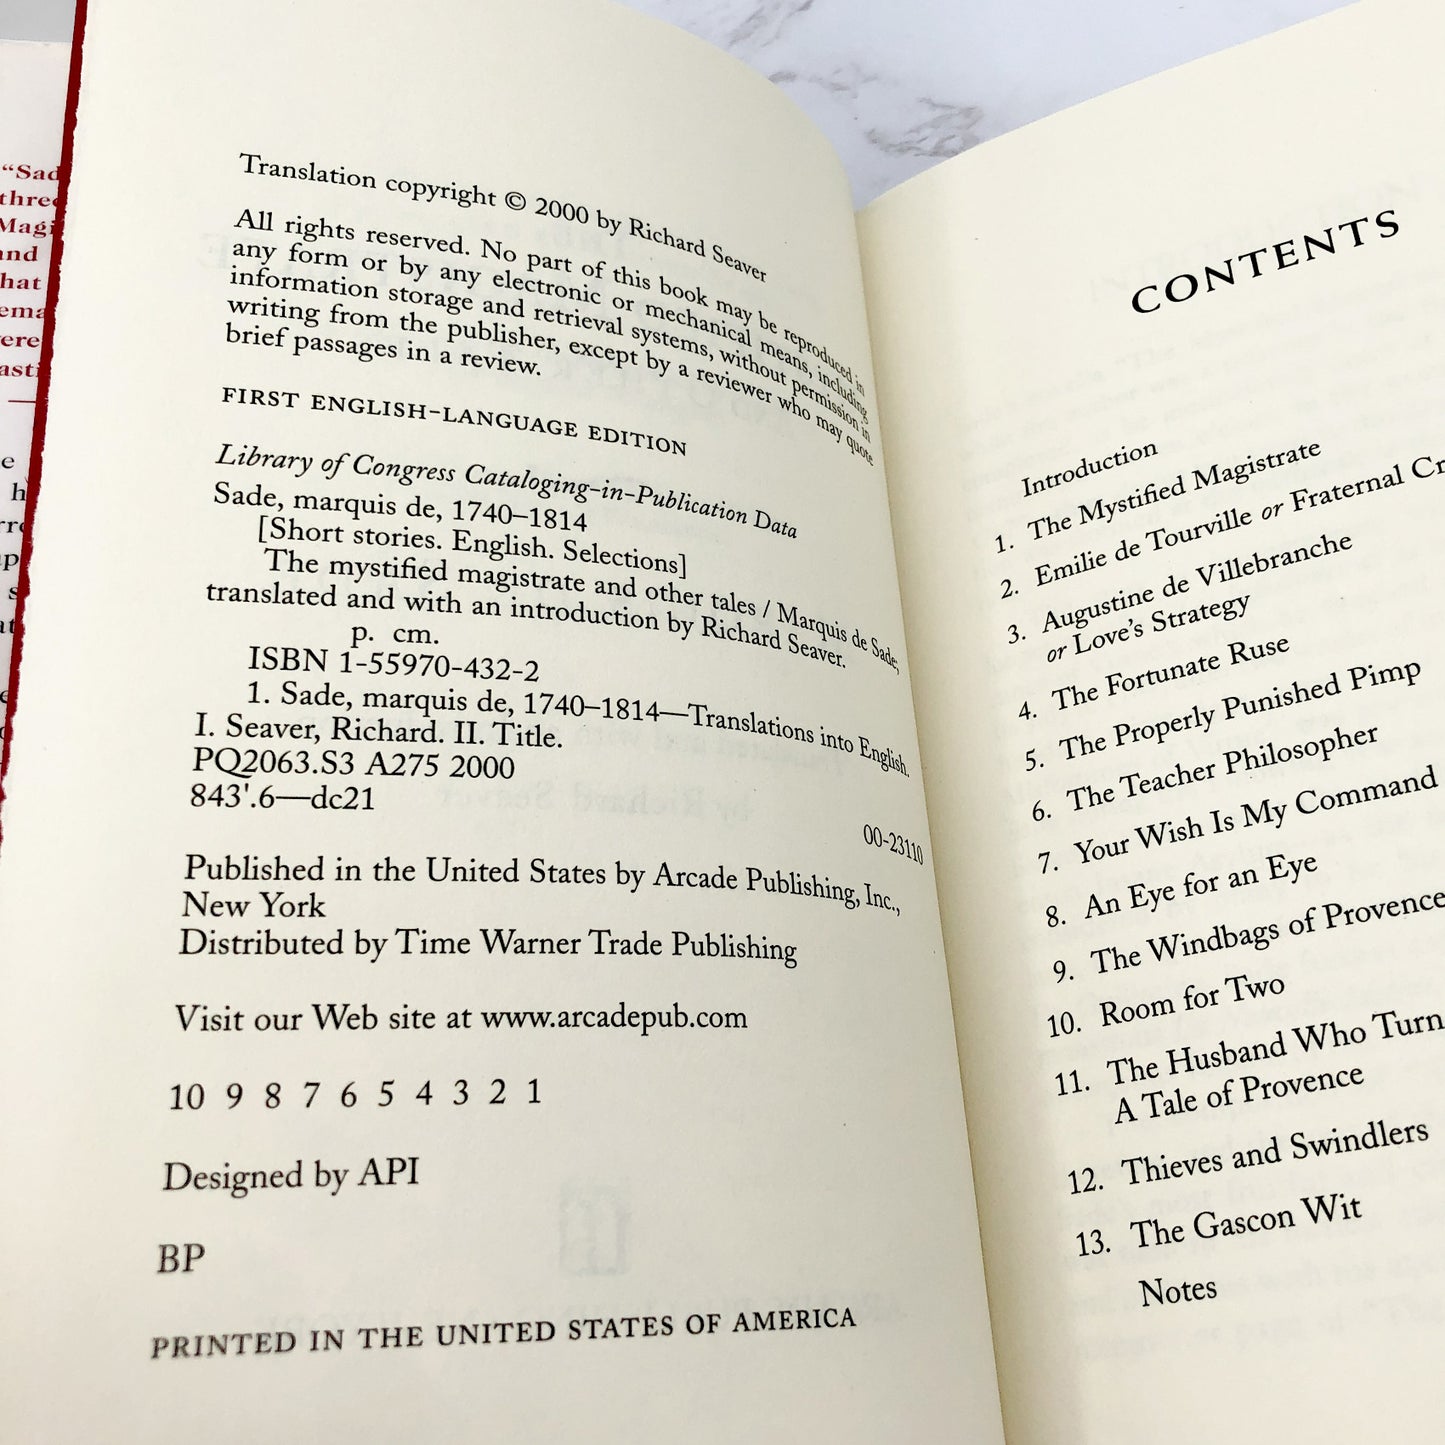 "Sad
Magi
and
hat
ema
ere
asti
e
h
p
s
at
Translation copyright © 2000 by Richard Seaver
All rights reserved. No part of this book may be reproduced in
any form or by any electronic or mechanical means, including
information storage and retrieval systems, without permission in
writing from the publisher, except by a reviewer who may quote
brief passages in a review.
FIRST ENGLISH-LANGUAGE EDITION
Library of Congress Cataloging-in-Publication Data
Sade, marquis de, 1740–1814
[Short stories. English. Selections]
The mystified magistrate and other tales / Marquis de Sade;
translated and with an introduction by Richard Seaver.
p. cm.
ISBN 1-55970-432-2
1. Sade, marquis de, 1740–1814—Translations into English.
I. Seaver, Richard. II. Title.
PQ2063.S3 A275 2000
843'.6—dc21
00-23110
Published in the United States by Arcade Publishing, Inc.,
New York
Distributed by Time Warner Trade Publishing
Visit our Web site at www.arcadepub.com
10 9 8 7 6 5 4 3 2 1
Designed by API
BP
PRINTED IN THE UNITED STATES OF AMERICA
CONTENTS
Introduction
1. The Mystified Magistrate
2. Emilie de Tourville or Fraternal Cr
3. Augustine de Villebranche
or Love's Strategy
4. The Fortunate Ruse
5. The Properly Punished Pimp
6. The Teacher Philosopher
7. Your Wish Is My Command
8. An Eye for an Eye
9. The Windbags of Provence
10. Room for Two
11. The Husband Who Turn
A Tale of Provence
12. Thieves and Swindlers
13. The Gascon Wit
Notes